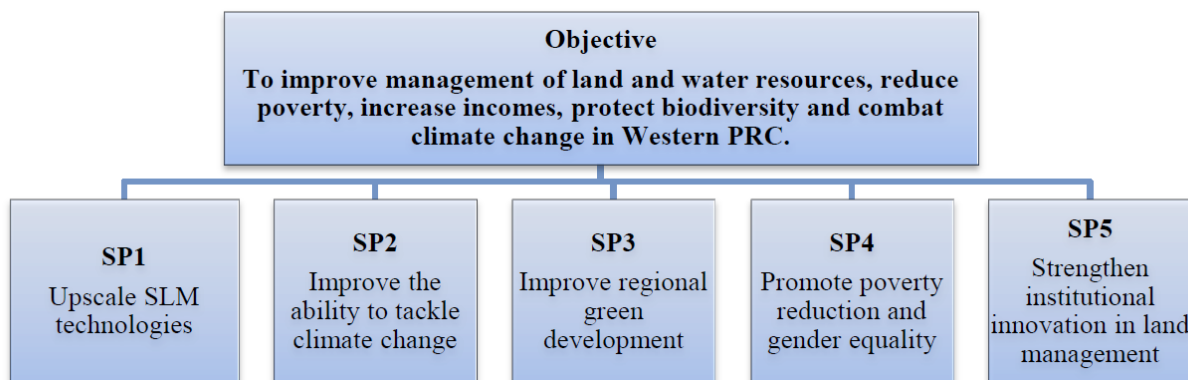 Objective
To improve management of land and water resources, reduce
poverty, increase incomes, protect biodiversity and combat
climate change in Western PRC.
SP1
Upscale SLM
technologies
SP2
Improve the
ability to tackle
climate change
SP3
Improve regional
green
development
SP4
Promote poverty
reduction and
gender equality
SP5
Strengthen
institutional
innovation in land
management